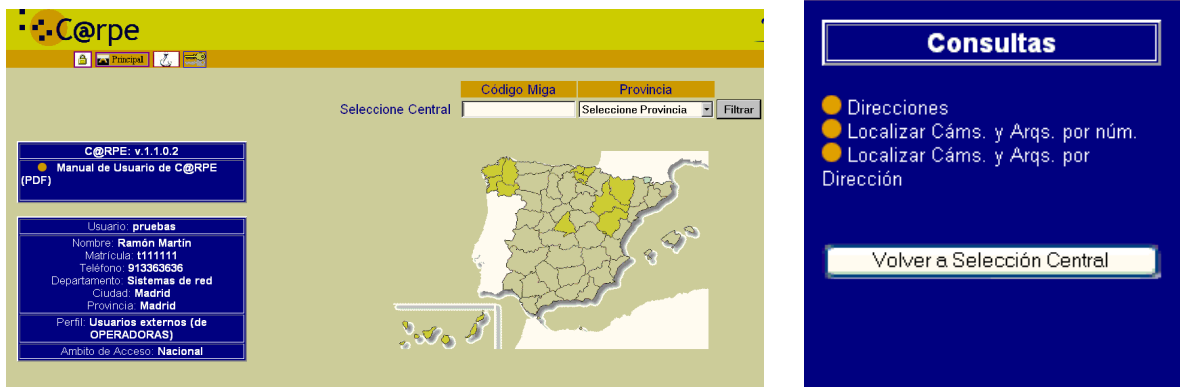 C@rpe
Principal
Código Miga
Provincia
Seleccione Central
Seleccione Provincia
Filtrar
C@RPE: v.1.1.0.2
Manual de Usuario de C@RPE
(PDF)
Usuario: pruebas
Nombre: Ramón Martín
Matrícula: t111111
Teléfono: 913363636
Departamento: Sistemas de red
Ciudad: Madrid
Provincia: Madrid
Perfil: Usuarios externos (de
OPERADORAS)
Ambito de Acceso: Nacional
Consultas
Direcciones
Localizar Cáms. y Arqs. por núm.
Localizar Cáms. y Arqs. por
Dirección
Volver a Selección Central